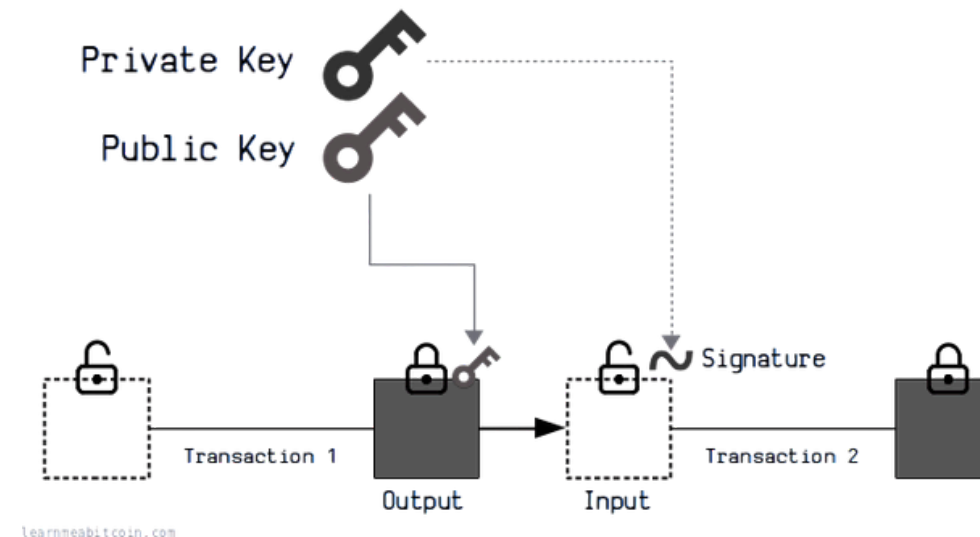 Private Key
Public Key
Signature
Transaction 1
Transaction 2
Output
Input
learnmeabitcoin.com